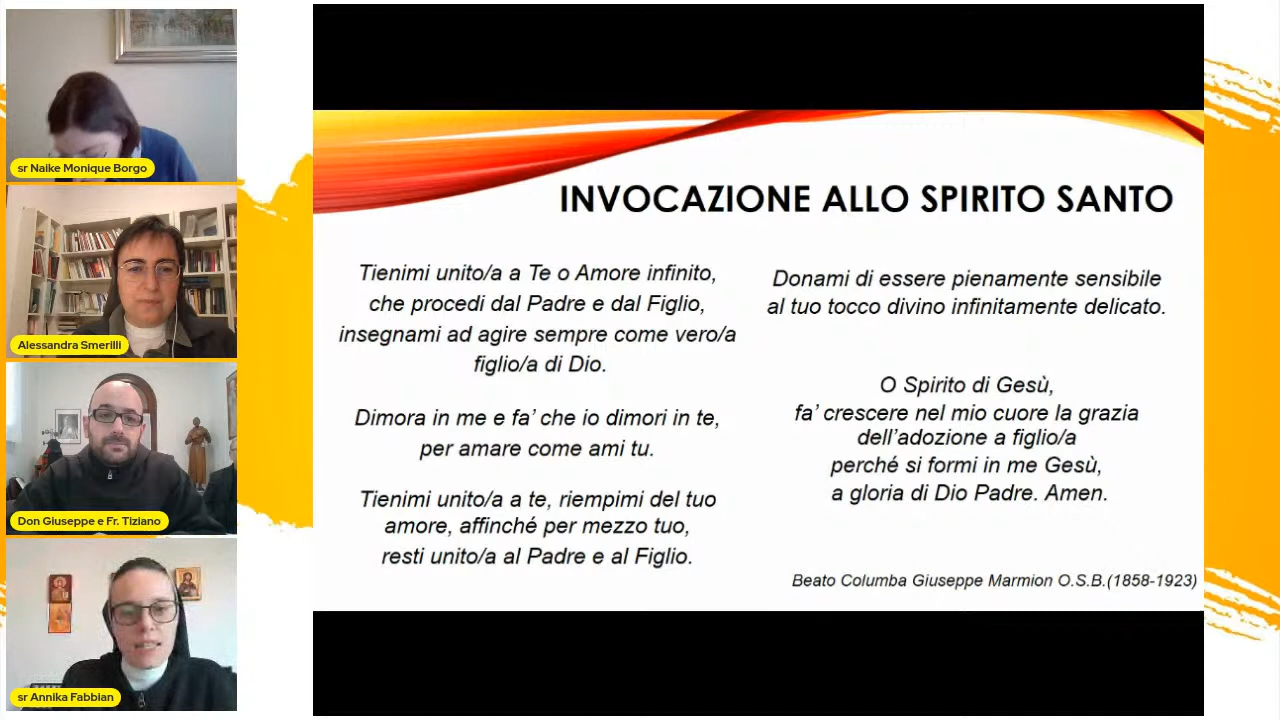 sr Naike Monique Borgo
Alessandra Smerilli
Don Giuseppe e Fr. Tiziano
sr Annika Fabbian
INVOCAZIONE ALLO SPIRITO SANTO
Tienimi unito/a a Te o Amore infinito,
che procedi dal Padre e dal Figlio,
insegnami ad agire sempre come vero/a
figlio/a di Dio.
Dimora in me e fa’ che io dimori in te,
per amare come ami tu.
Tienimi unito/a a te, riempimi del tuo
amore, affinché per mezzo tuo,
resti unito/a al Padre e al Figlio.
Donami di essere pienamente sensibile
al tuo tocco divino infinitamente delicato.
O Spirito di Gesù,
fa’ crescere nel mio cuore la grazia
dell’adozione a figlio/a
perché si formi in me Gesù,
a gloria di Dio Padre. Amen.
Beato Columba Giuseppe Marmion O.S.B.(1858-1923)